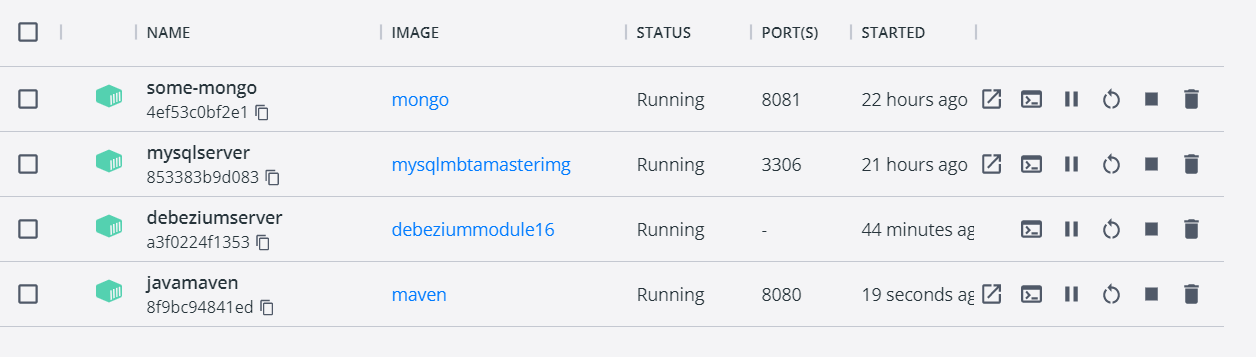 NAME IMAGE STATUS PORT(S) STARTED
some-mongo
4ef53c0bf2e1
mongo Running 8081 22 hours ago
mysqlserver
853383b9d083
mysqlmbtamasterimg Running 3306 21 hours ago
debeziumserver
a3f0224f1353
debeziummodule16 Running - 44 minutes ag
javamaven
8f9bc94841ed
maven Running 8080 19 seconds ag